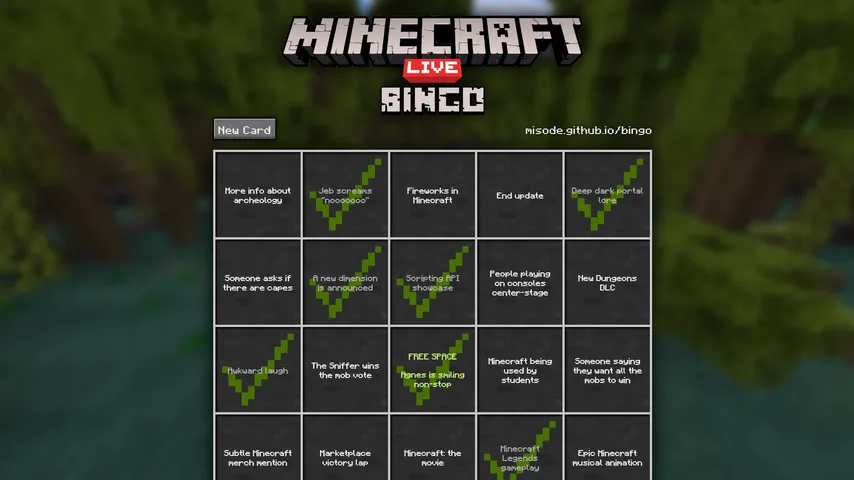 MINECRAFT
LIVE
BINGO
New Card
misode.github.io/bingo
More info about
archeology
Jeb screams
"nooooooo"
Fireworks in
Minecraft
End update
Deep dark portal
lore
Someone asks if
there are capes
A new dimension
is announced
Scripting API
showcase
People playing
on consoles
center-stage
New Dungeons
DLC
Awkward laugh
The Sniffer wins
the mob vote
FREE SPACE
Agnes is smiling
non-stop
Minecraft being
used by
students
Someone saying
they want all the
mobs to win
Subtle Minecraft
merch mention
Marketplace
victory lap
Minecraft: the
movie
Minecraft
Legends
gameplay
Epic Minecraft
musical animation